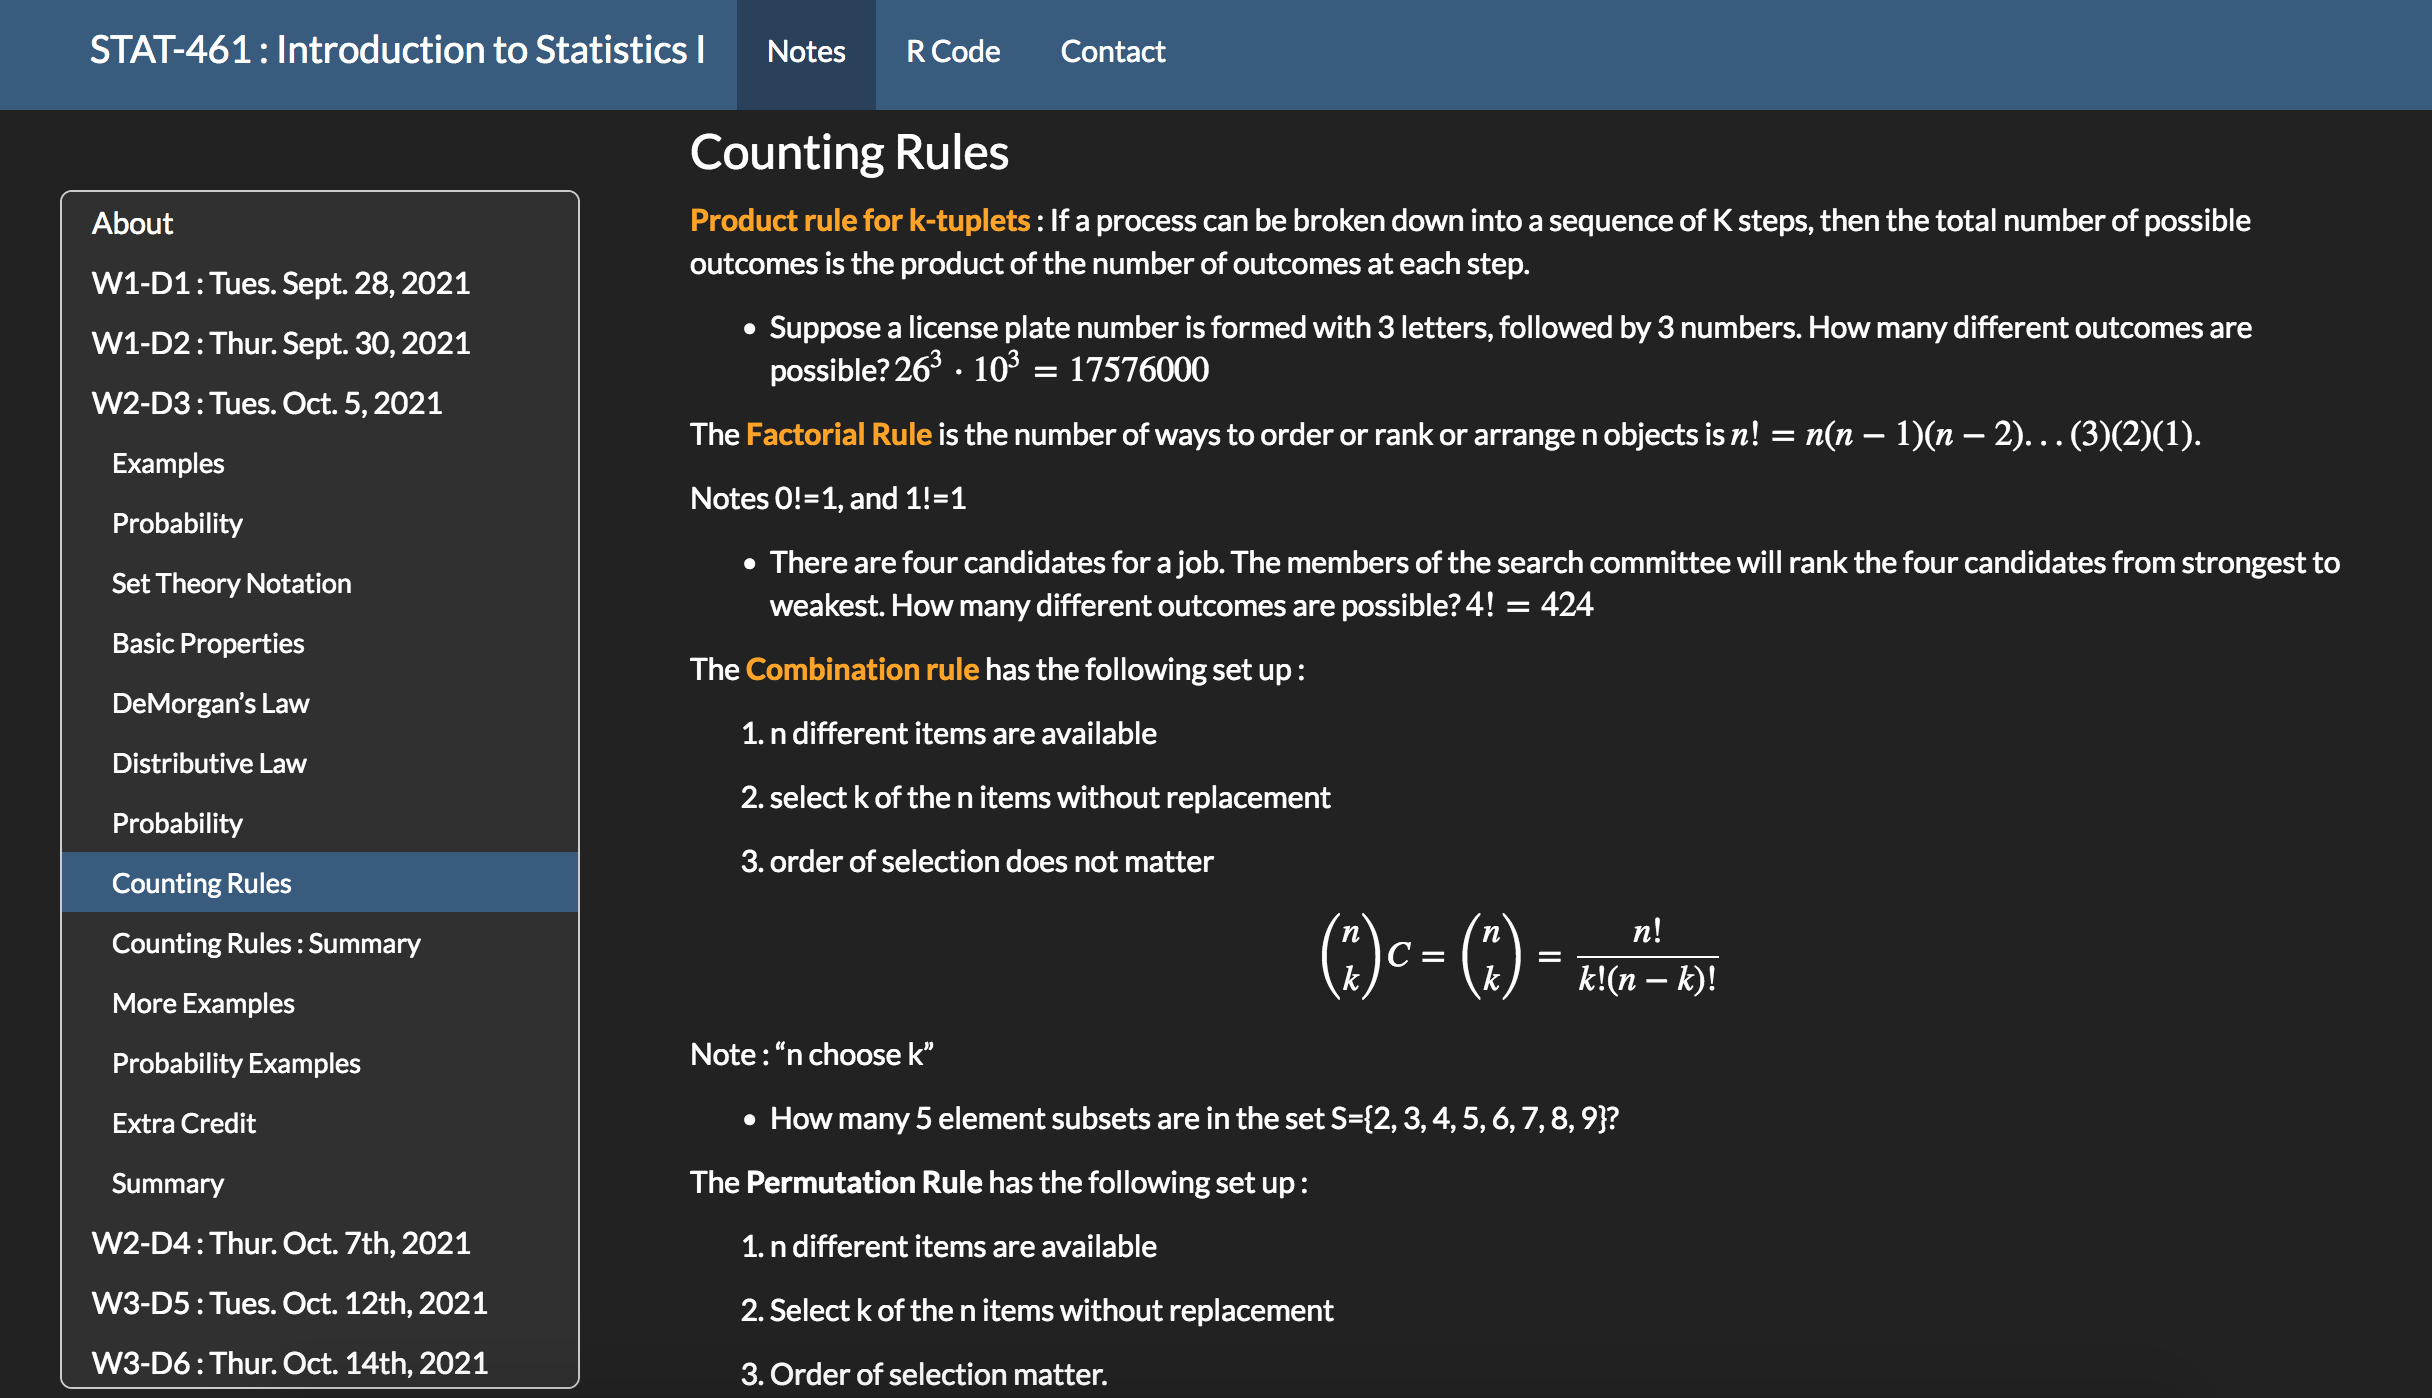 STAT-461 : Introduction to Statistics I
Notes
R Code
Contact
About
W1-D1 : Tues. Sept. 28, 2021
W1-D2 : Thur. Sept. 30, 2021
W2-D3 : Tues. Oct. 5, 2021
Examples
Probability
Set Theory Notation
Basic Properties
DeMorgan’s Law
Distributive Law
Probability
Counting Rules
Counting Rules : Summary
More Examples
Probability Examples
Extra Credit
Summary
W2-D4 : Thur. Oct. 7th, 2021
W3-D5 : Tues. Oct. 12th, 2021
W3-D6 : Thur. Oct. 14th, 2021
Counting Rules
Product rule for k-tuplets : If a process can be broken down into a sequence of K steps, then the total number of possible
outcomes is the product of the number of outcomes at each step.
• Suppose a license plate number is formed with 3 letters, followed by 3 numbers. How many different outcomes are
possible? 26³ · 10³ = 17576000
The Factorial Rule is the number of ways to order or rank or arrange n objects is n! = n(n − 1)(n − 2). . . (3)(2)(1).
Notes 0!=1, and 1!=1
• There are four candidates for a job. The members of the search committee will rank the four candidates from strongest to
weakest. How many different outcomes are possible? 4! = 424
The Combination rule has the following set up :
1. n different items are available
2. select k of the n items without replacement
3. order of selection does not matter
(n k) C = (n k) = n! / k!(n − k)!
Note : “n choose k”
• How many 5 element subsets are in the set S={2, 3, 4, 5, 6, 7, 8, 9}?
The Permutation Rule has the following set up :
1. n different items are available
2. Select k of the n items without replacement
3. Order of selection matter.